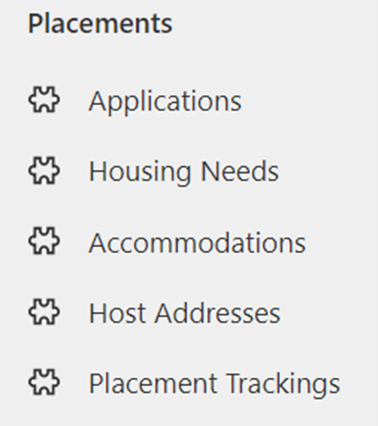 Placements
Applications
Housing Needs
Accommodations
Host Addresses
Placement Trackings